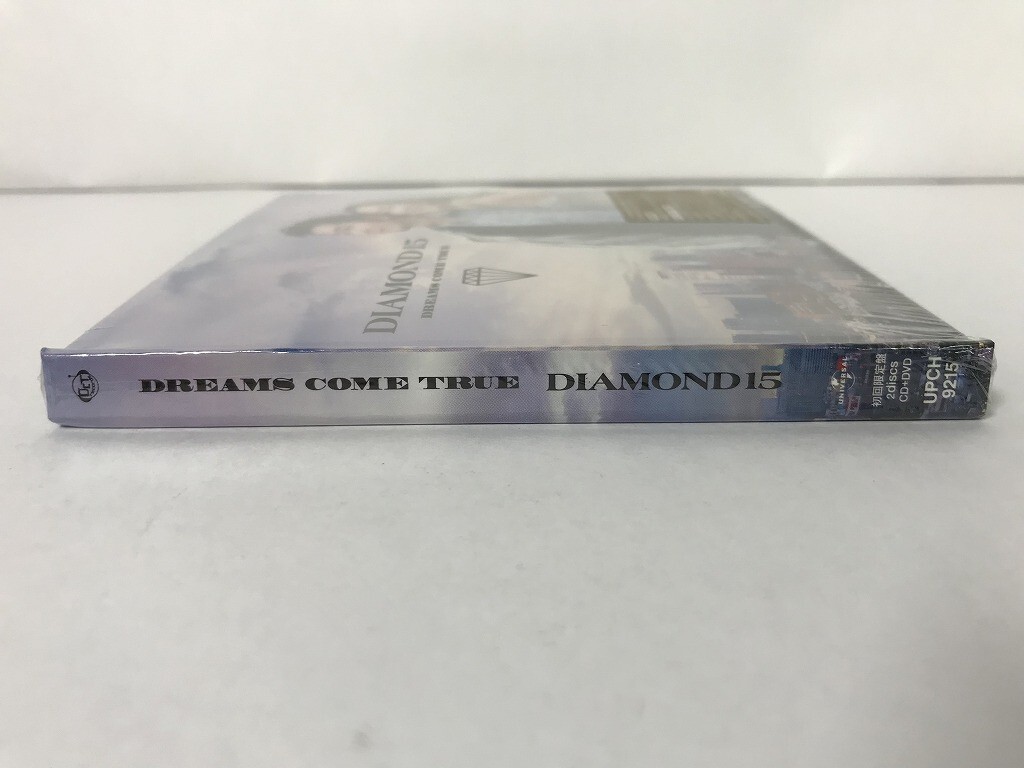 DIAMOND15
DREAMS COME TRUE
DCT
DREAMS COME TRUE DIAMOND15
UNIVERSAL
初回限定盤
2discs
CD+DVD
UPCH
9215